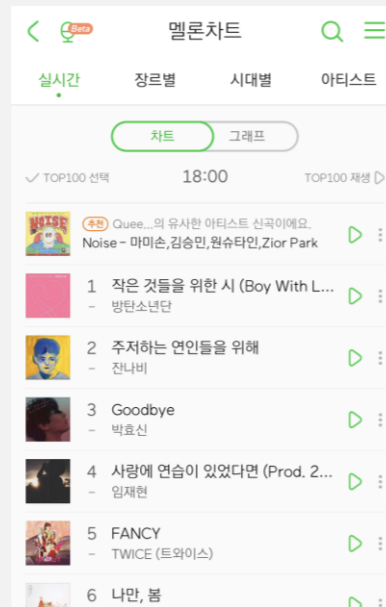 Beta
멜론차트
실시간 장르별 시대별 아티스트
차트 그래프
TOP100 선택 18:00 TOP100 재생
추천 Quee...의 유사한 아티스트 신곡이에요.
Noise – 마미손,김승민,원슈타인,Zior Park
NOISE
1 작은 것들을 위한 시 (Boy With L...
– 방탄소년단
2 주저하는 연인들을 위해
– 잔나비
3 Goodbye
– 박효신
4 사랑에 연습이 있었다면 (Prod. 2...
– 임재현
5 FANCY
– TWICE (트와이스)
6 나만, 봄